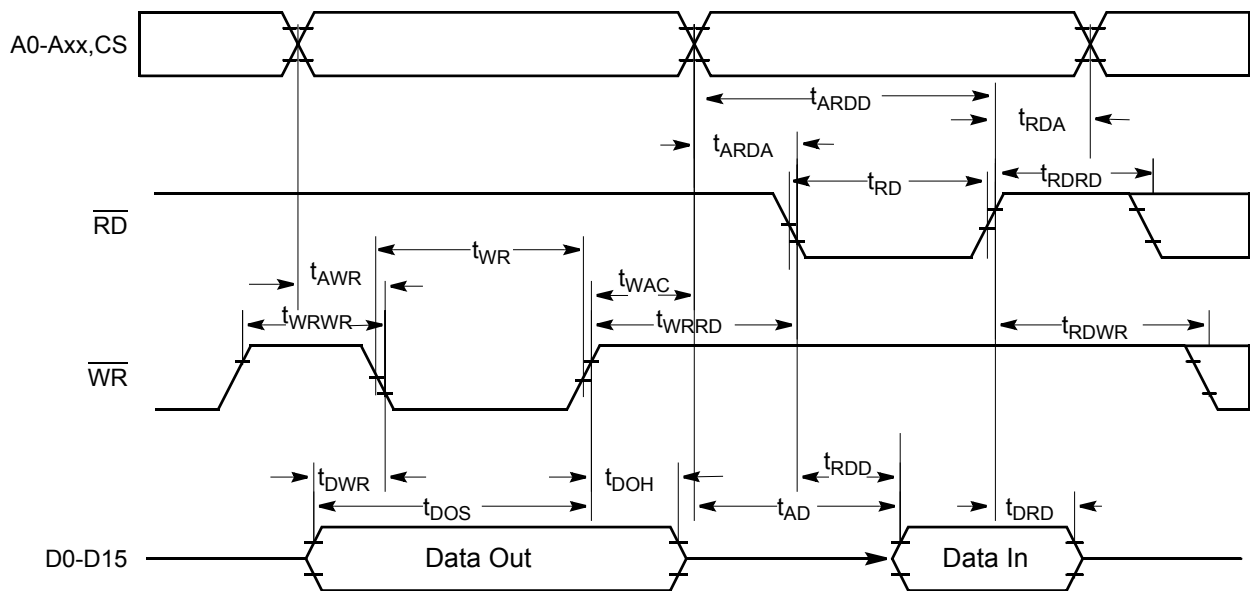 A0-Axx,CS
tARDD
tRDA
tARDA
tRD
tRDRD
RD
tWR
tAWR
tWAC
tWRWR
tWRRD
tRDWR
WR
tRDD
tDWR
tDOH
tDOS
tAD
tDRD
D0-D15
Data Out
Data In